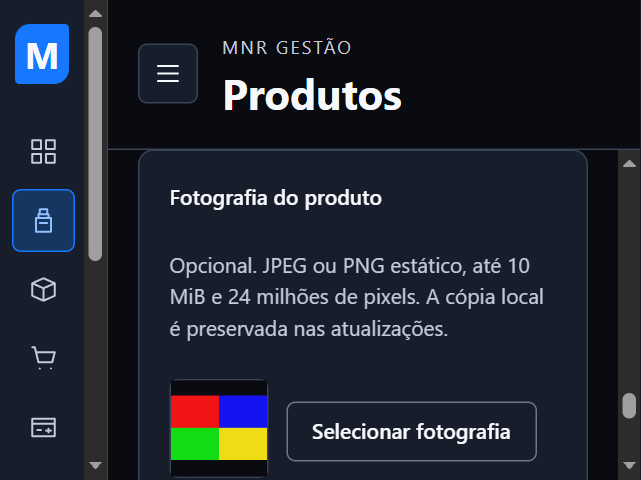 M
MNR GESTÃO
Produtos
Fotografia do produto
Opcional. JPEG ou PNG estático, até 10
MiB e 24 milhões de pixels. A cópia local
é preservada nas atualizações.
Selecionar fotografia